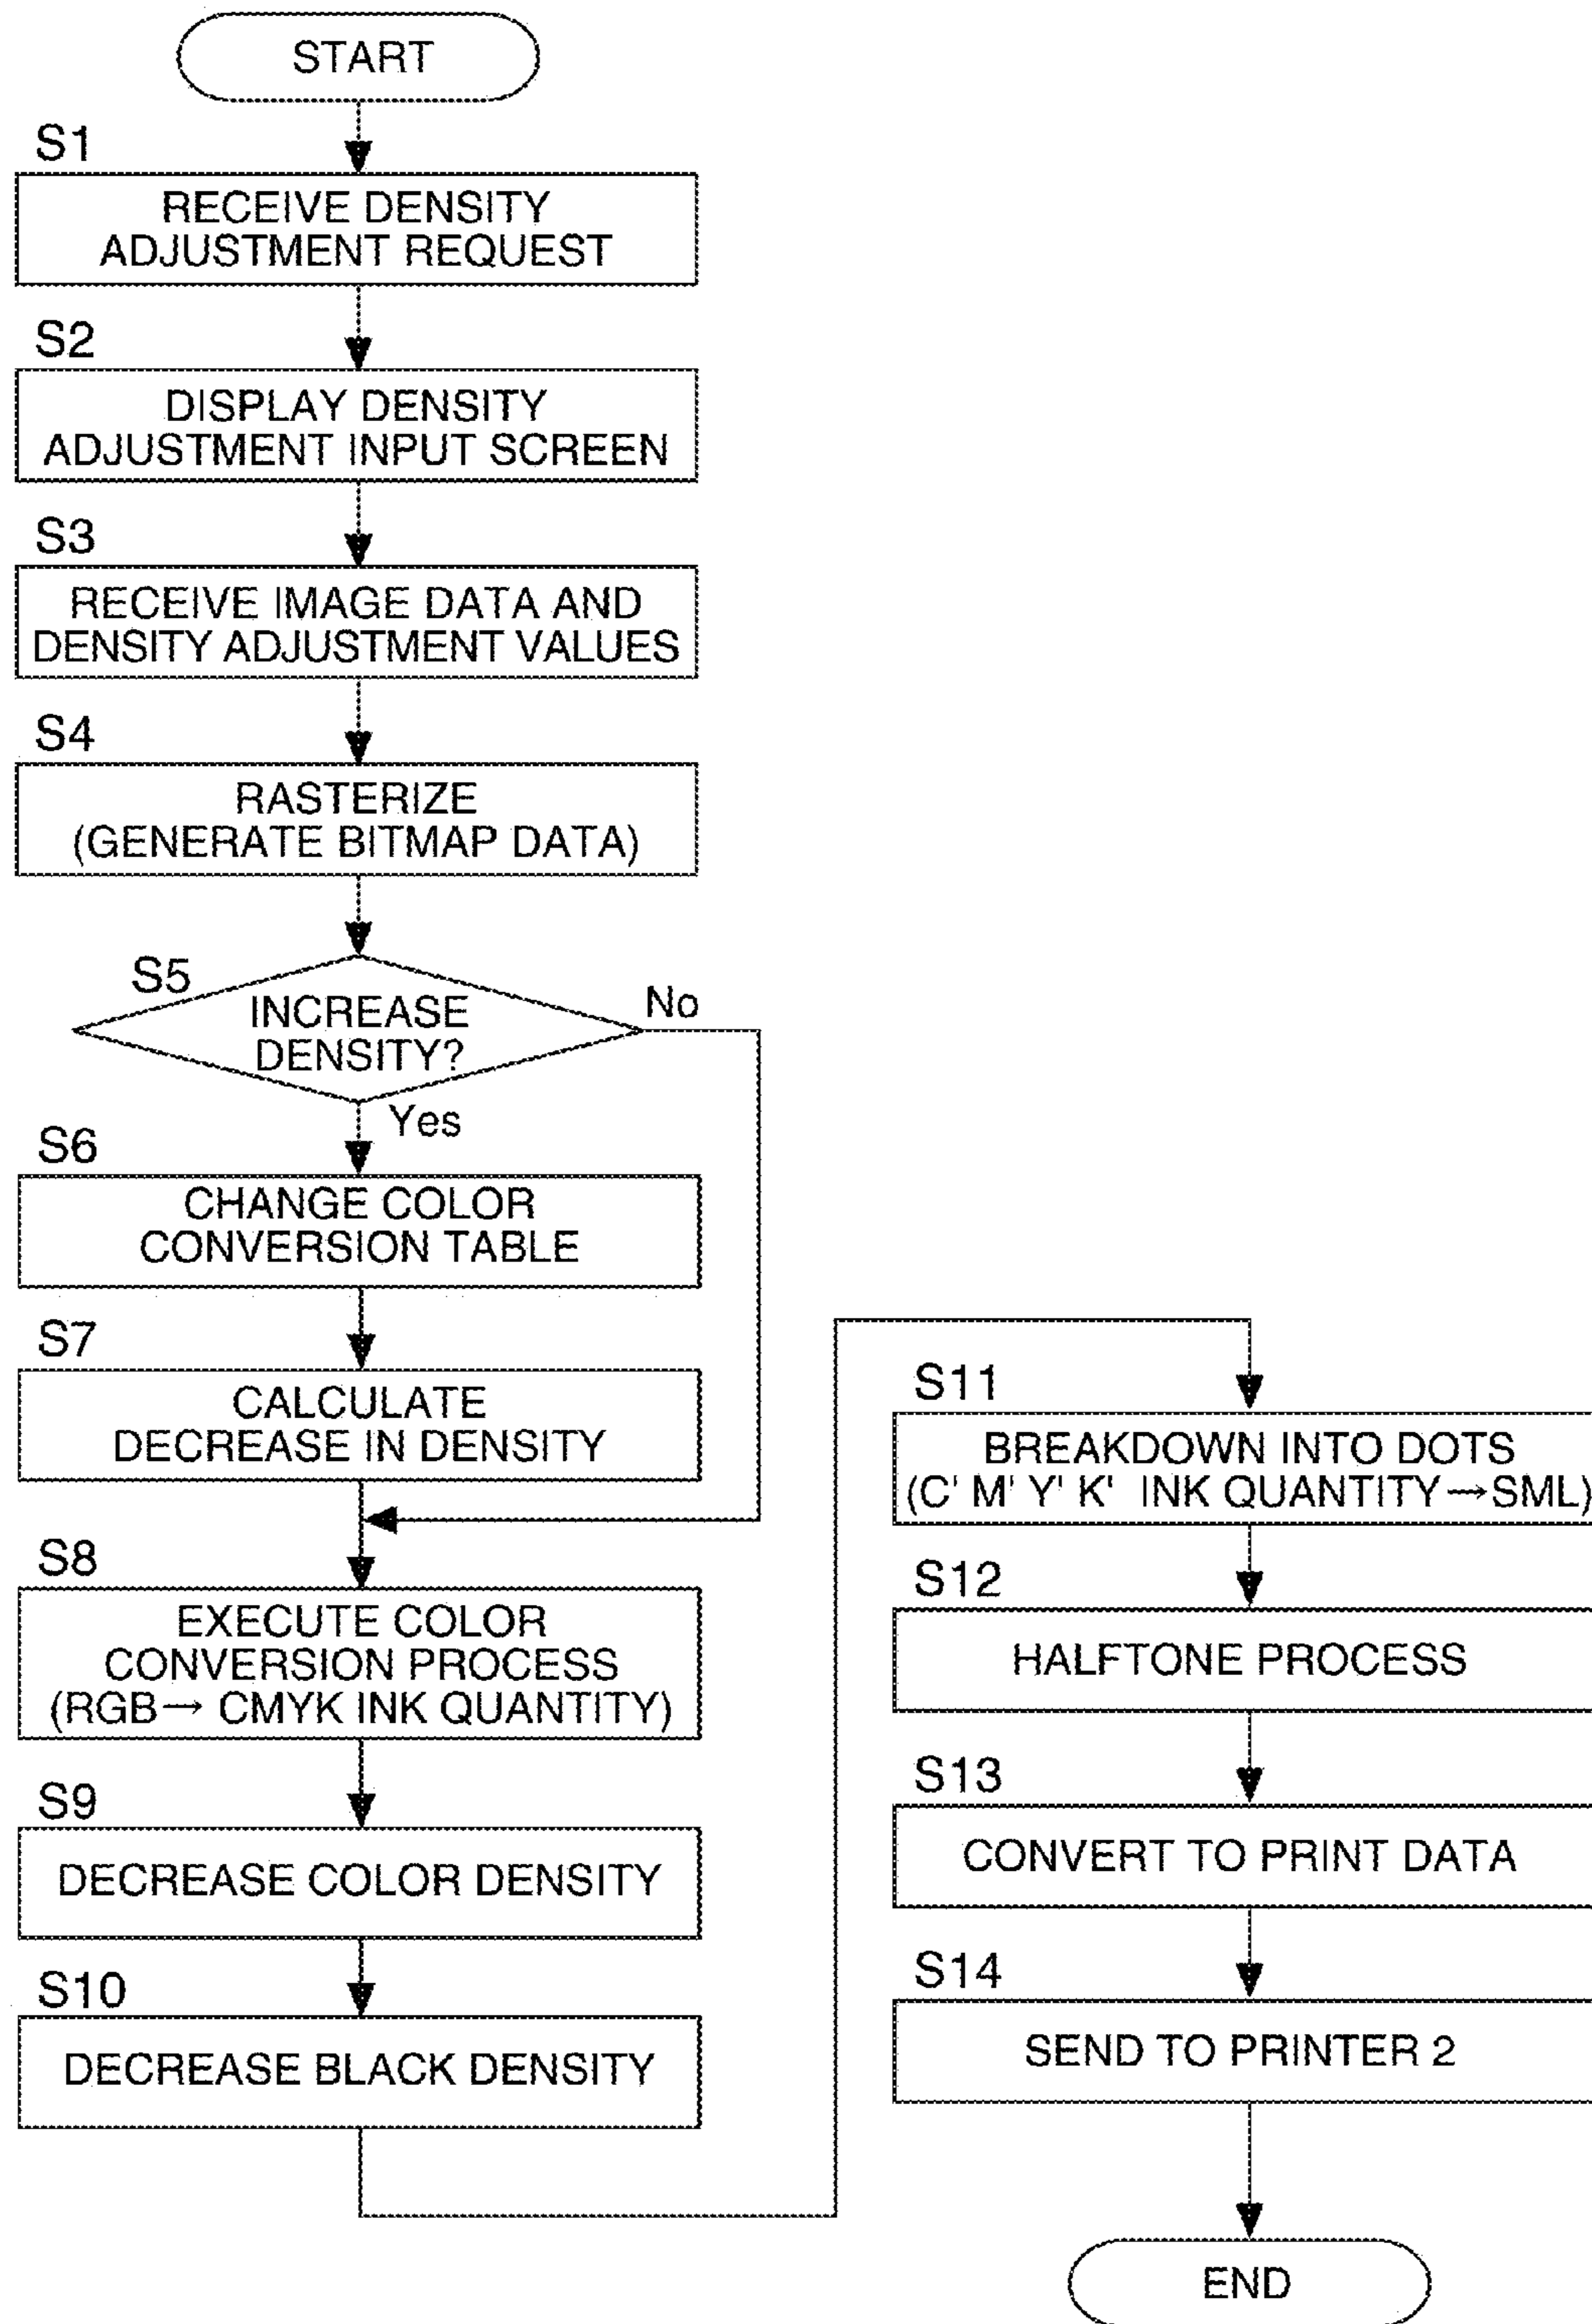 START
S1
RECEIVE DENSITY
ADJUSTMENT REQUEST
S2
DISPLAY DENSITY
ADJUSTMENT INPUT SCREEN
S3
RECEIVE IMAGE DATA AND
DENSITY ADJUSTMENT VALUES
S4
RASTERIZE
(GENERATE BITMAP DATA)
S5
INCREASE
DENSITY?
No
Yes
S6
CHANGE COLOR
CONVERSION TABLE
S7
CALCULATE
DECREASE IN DENSITY
S8
EXECUTE COLOR
CONVERSION PROCESS
(RGB→ CMYK INK QUANTITY)
S9
DECREASE COLOR DENSITY
S10
DECREASE BLACK DENSITY
S11
BREAKDOWN INTO DOTS
(C' M' Y' K' INK QUANTITY→SML)
S12
HALFTONE PROCESS
S13
CONVERT TO PRINT DATA
S14
SEND TO PRINTER 2
END